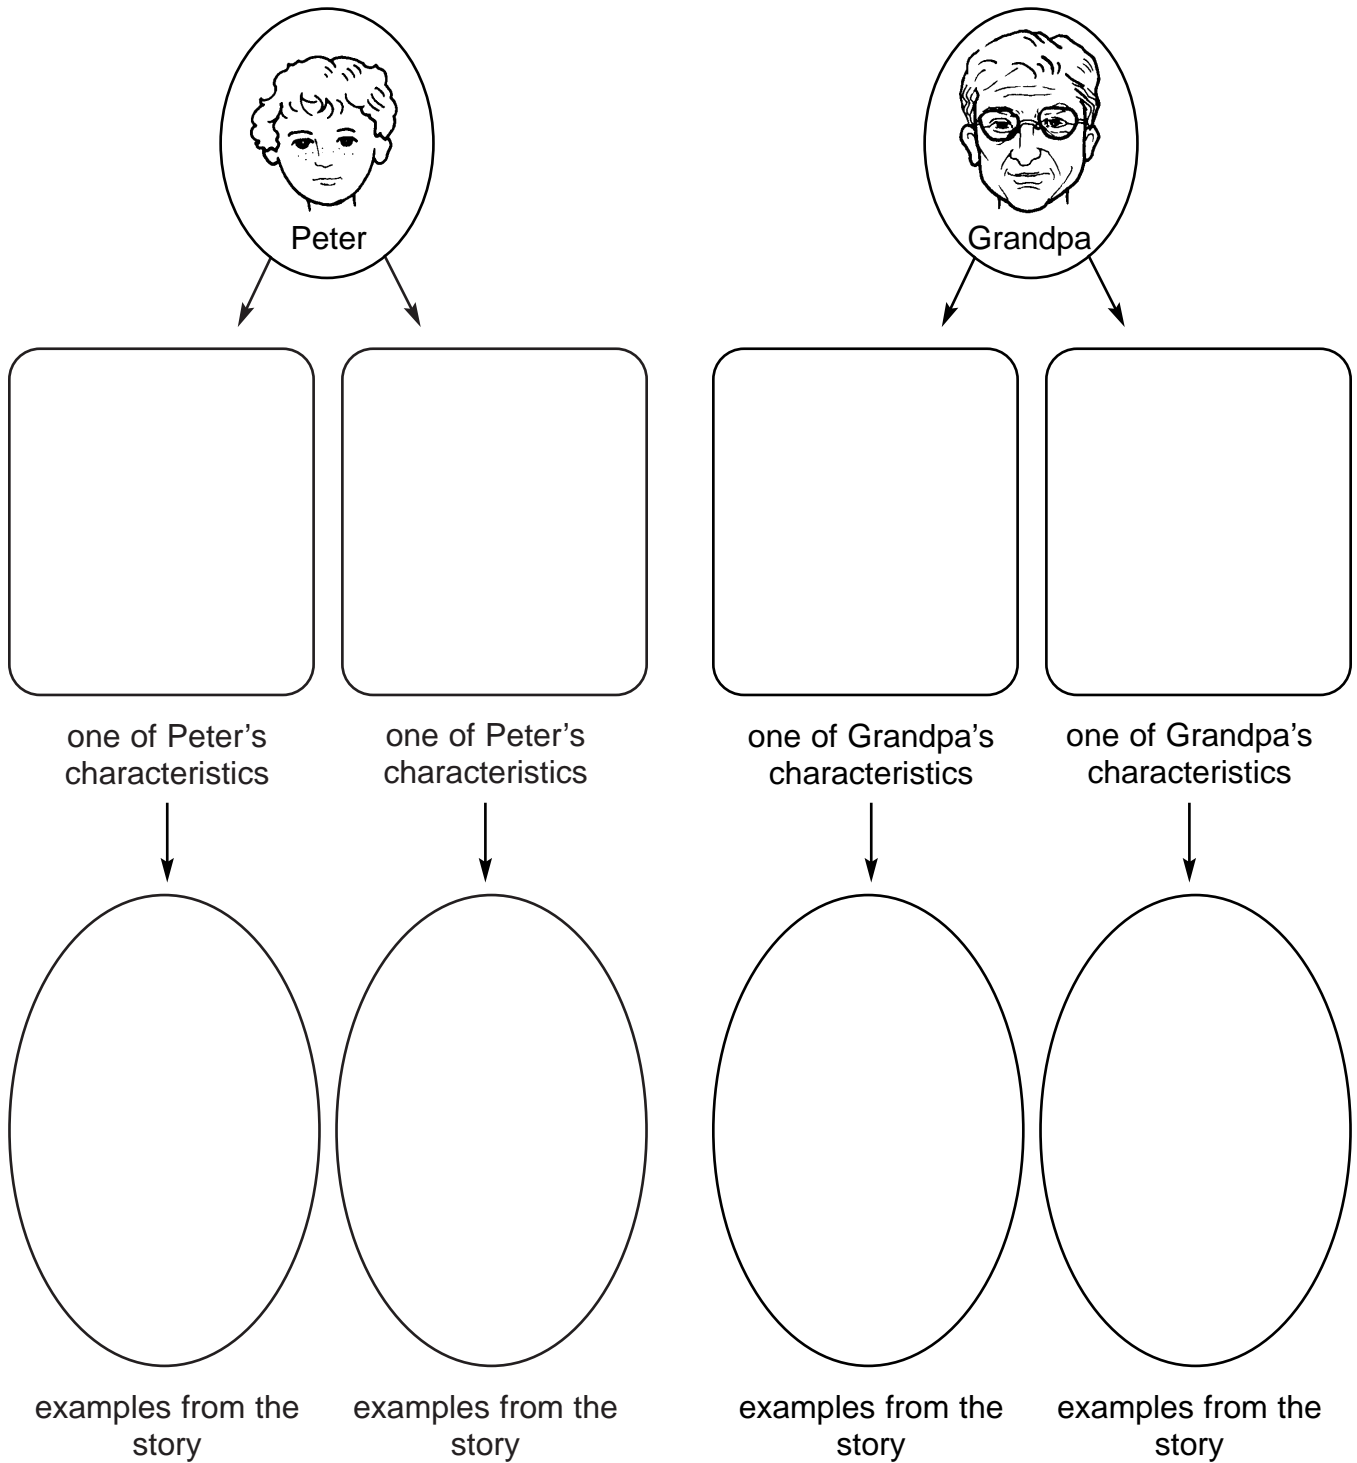 Peter
Grandpa
one of Peter’s
characteristics
one of Peter’s
characteristics
one of Grandpa’s
characteristics
one of Grandpa’s
characteristics
examples from the
story
examples from the
story
examples from the
story
examples from the
story